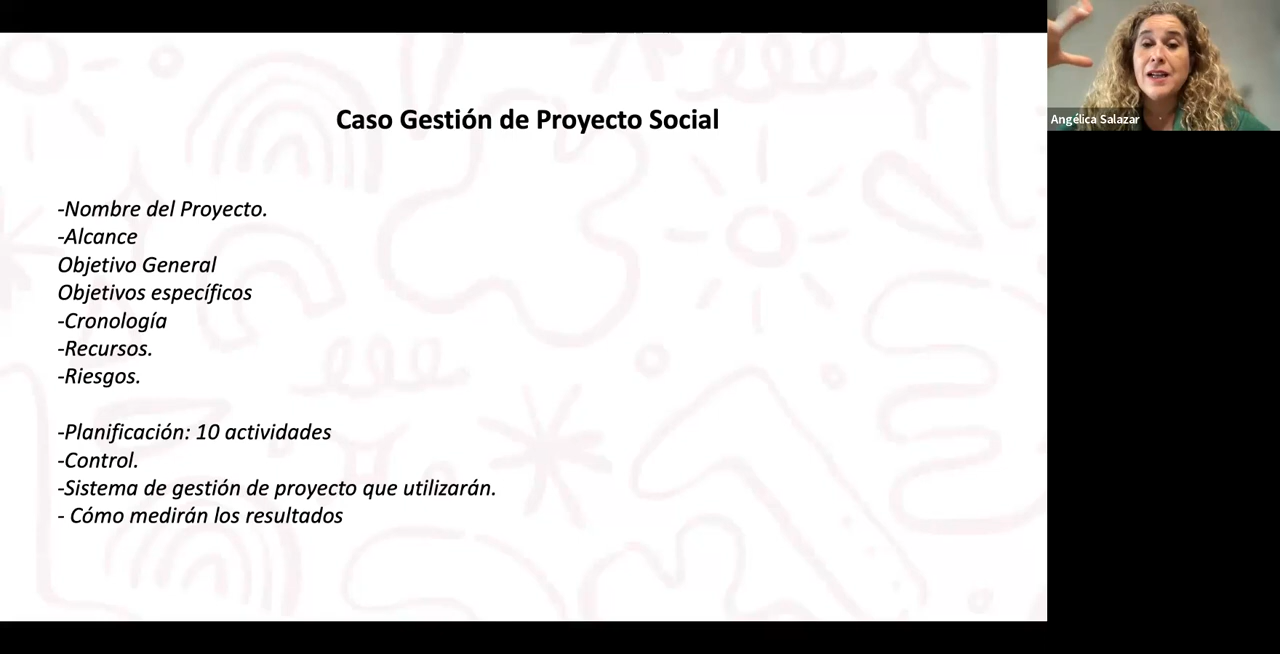 Caso Gestión de Proyecto Social
-Nombre del Proyecto.
-Alcance
Objetivo General
Objetivos específicos
-Cronología
-Recursos.
-Riesgos.
-Planificación: 10 actividades
-Control.
-Sistema de gestión de proyecto que utilizarán.
- Cómo medirán los resultados
Angélica Salazar